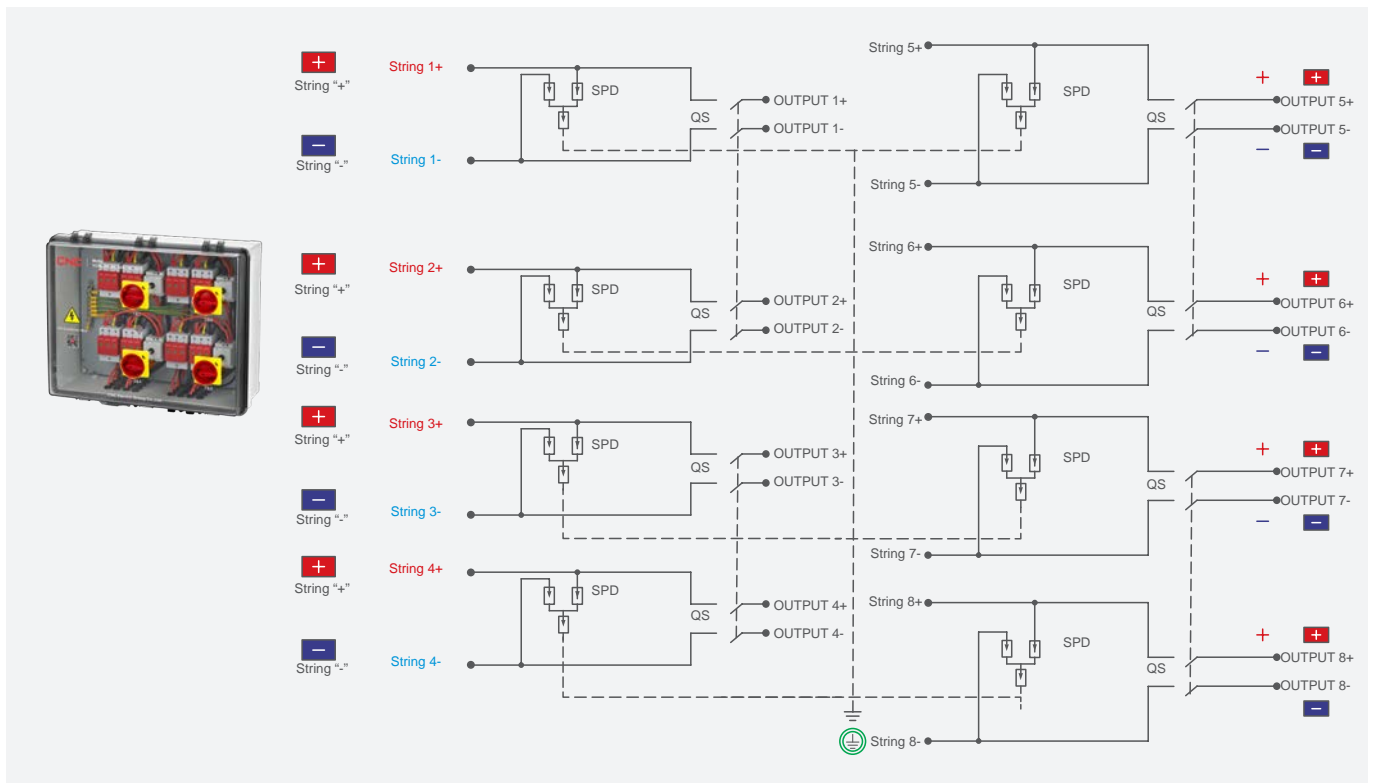 String 5+
String 1+
String “+”
SPD
SPD
OUTPUT 1+
+
OUTPUT 5+
QS
QS
OUTPUT 1-
OUTPUT 5-
String 1-
String “-”
String 5-
String 6+
String 2+
String “+”
SPD
SPD
OUTPUT 2+
+
OUTPUT 6+
QS
QS
OUTPUT 2-
OUTPUT 6-
String 2-
String “-”
String 6-
CNC
String 3+
String “+”
String 7+
SPD
SPD
OUTPUT 3+
+
OUTPUT 7+
QS
QS
OUTPUT 3-
OUTPUT 7-
String 3-
String “-”
String 7-
String 4+
String “+”
String 8+
SPD
SPD
OUTPUT 4+
+
QS
OUTPUT 4-
OUTPUT 8+
QS
String 4-
String “-”
OUTPUT 8-
String 8-